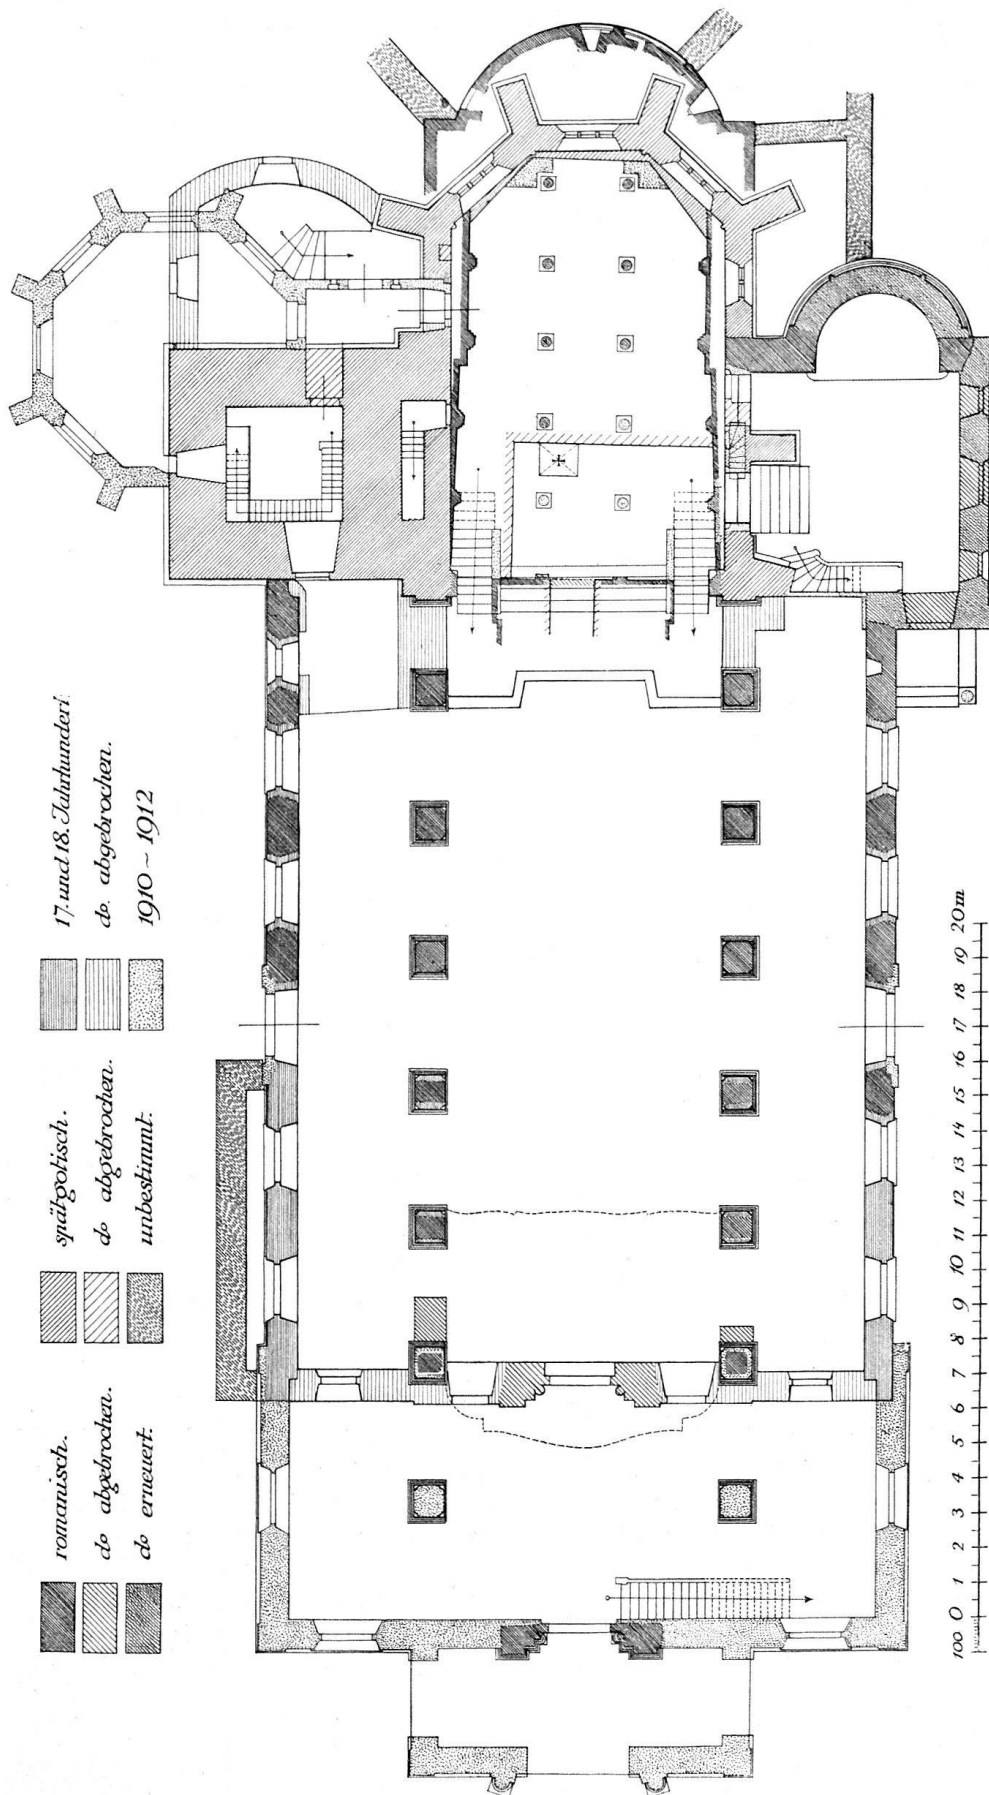 romanisch.
do abgebrochen.
do erneuert.
spätgotisch.
do abgebrochen.
unbestimmt.
17. und 18. Jahrhundert.
do. abgebrochen.
1910 ~ 1912
100 0 1 2 3 4 5 6 7 8 9 10 11 12 13 14 15 16 17 18 19 20 m